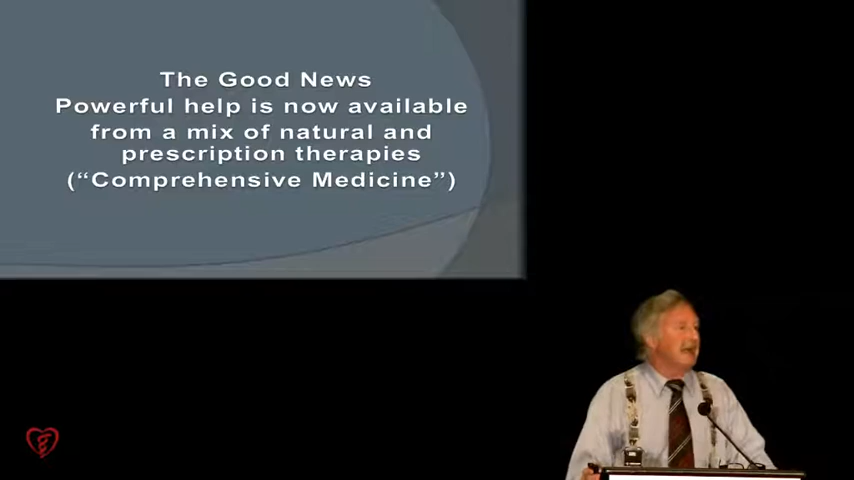 The Good News
Powerful help is now available
from a mix of natural and
prescription therapies
(“Comprehensive Medicine”)